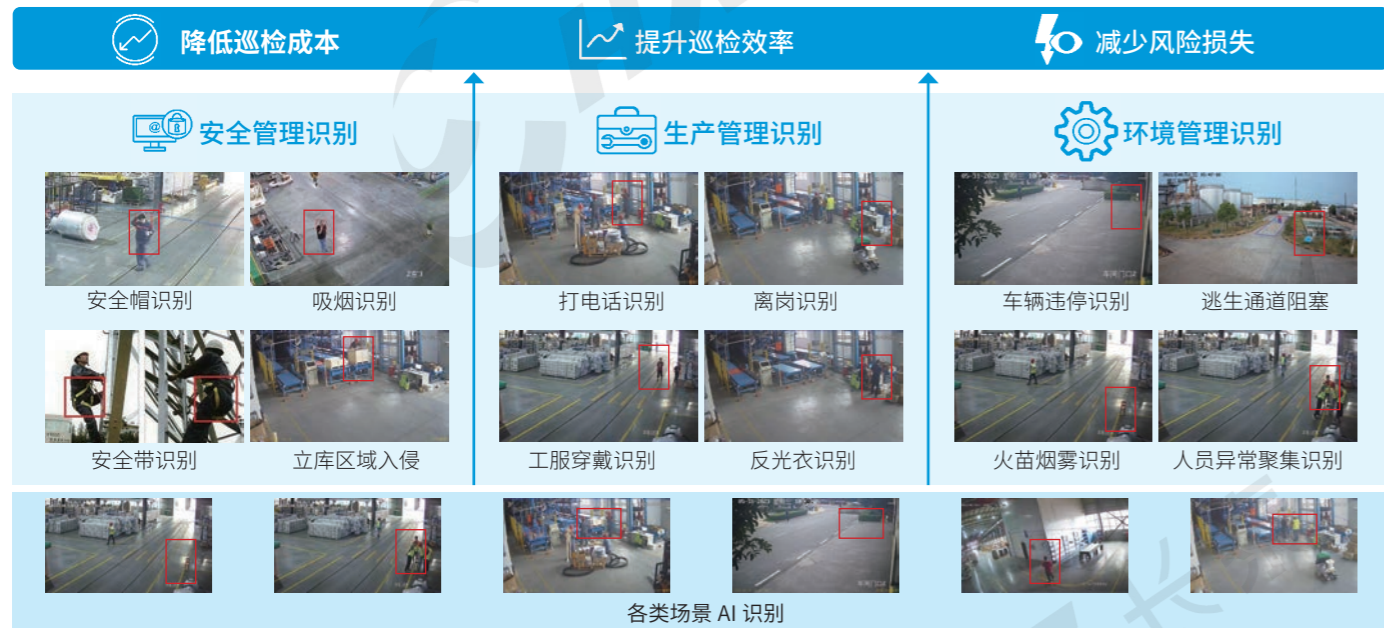 降低巡检成本
提升巡检效率
减少风险损失
安全管理识别
生产管理识别
环境管理识别
安全帽识别
吸烟识别
打电话识别
离岗识别
车辆违停识别
逃生通道阻塞
安全带识别
立库区域入侵
工服穿戴识别
反光衣识别
火苗烟雾识别
人员异常聚集识别
各类场景 AI 识别